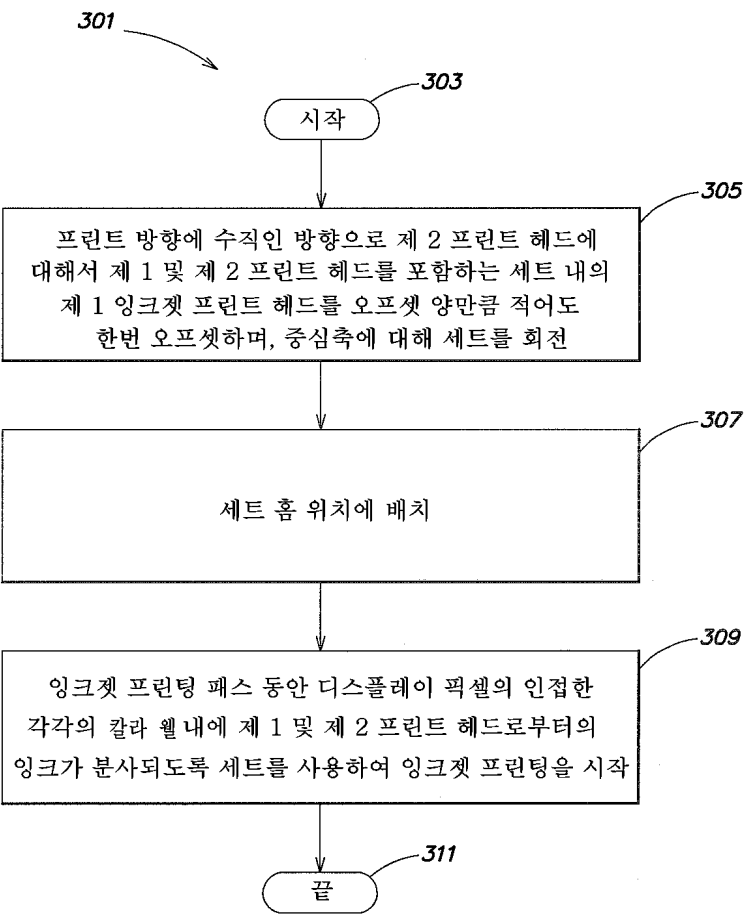 301
303
시작
305
프린트 방향에 수직인 방향으로 제 2 프린트 헤드에
대해서 제 1 및 제 2 프린트 헤드를 포함하는 세트 내의
제 1 잉크젯 프린트 헤드를 오프셋 양만큼 적어도
한번 오프셋하며, 중심축에 대해 세트를 회전
307
세트 홈 위치에 배치
309
잉크젯 프린팅 패스 동안 디스플레이 픽셀의 인접한
각각의 칼라 웰내에 제 1 및 제 2 프린트 헤드로부터의
잉크가 분사되도록 세트를 사용하여 잉크젯 프린팅을 시작
311
끝